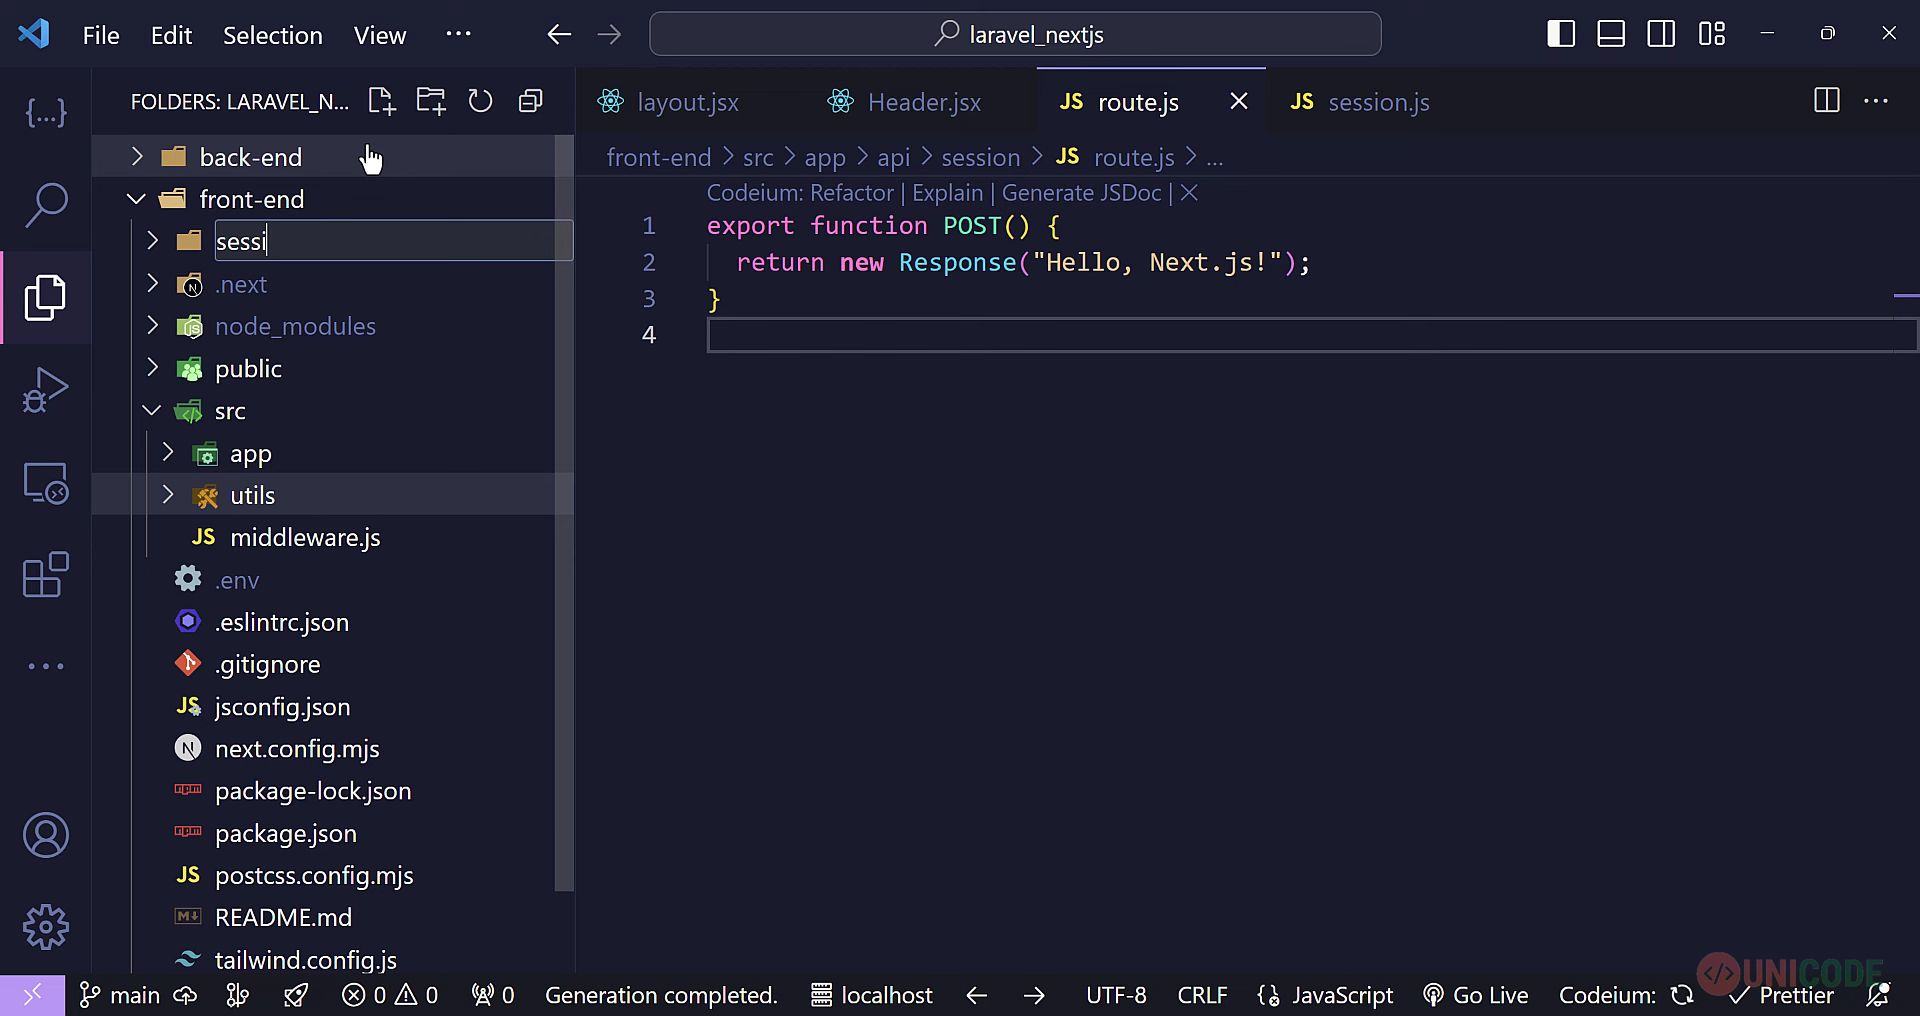 File Edit Selection View ... laravel_nextjs
FOLDERS: LARAVEL_N...
back-end
front-end
sessi
.next
node_modules
public
src
app
utils
middleware.js
.env
.eslintrc.json
.gitignore
jsconfig.json
next.config.mjs
package-lock.json
package.json
postcss.config.mjs
README.md
tailwind.config.js
layout.jsx Header.jsx JS route.js JS session.js
front-end > src > app > api > session > JS route.js > ...
Codeium: Refactor | Explain | Generate JSDoc | X
1 export function POST() {
2 return new Response("Hello, Next.js!");
3 }
4
UNICODE
main 0 0 0 Generation completed. localhost UTF-8 CRLF JavaScript Go Live Codeium: Prettier